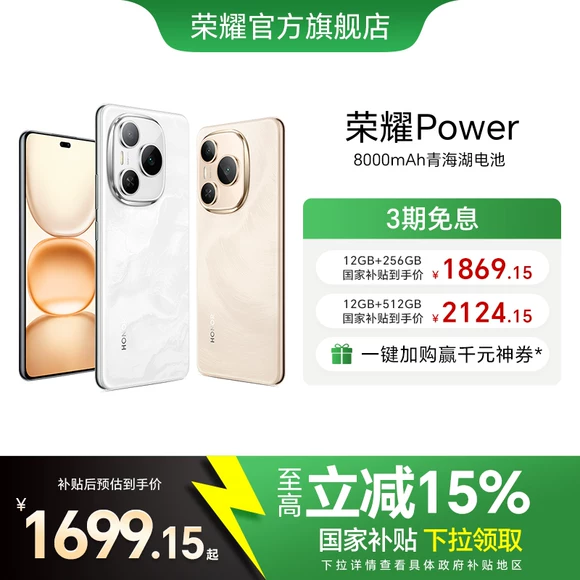 荣耀官方旗舰店
荣耀Power
8000mAh青海湖电池
3期免息
12GB+256GB
国家补贴到手价 ¥1869.15
12GB+512GB
国家补贴到手价 ¥2124.15
一键加购赢千元神券*
HONOR
补贴后预估到手价
¥1699.15起
至高 立减15%
国家补贴 下拉领取
下拉详情查看具体政府补贴地区